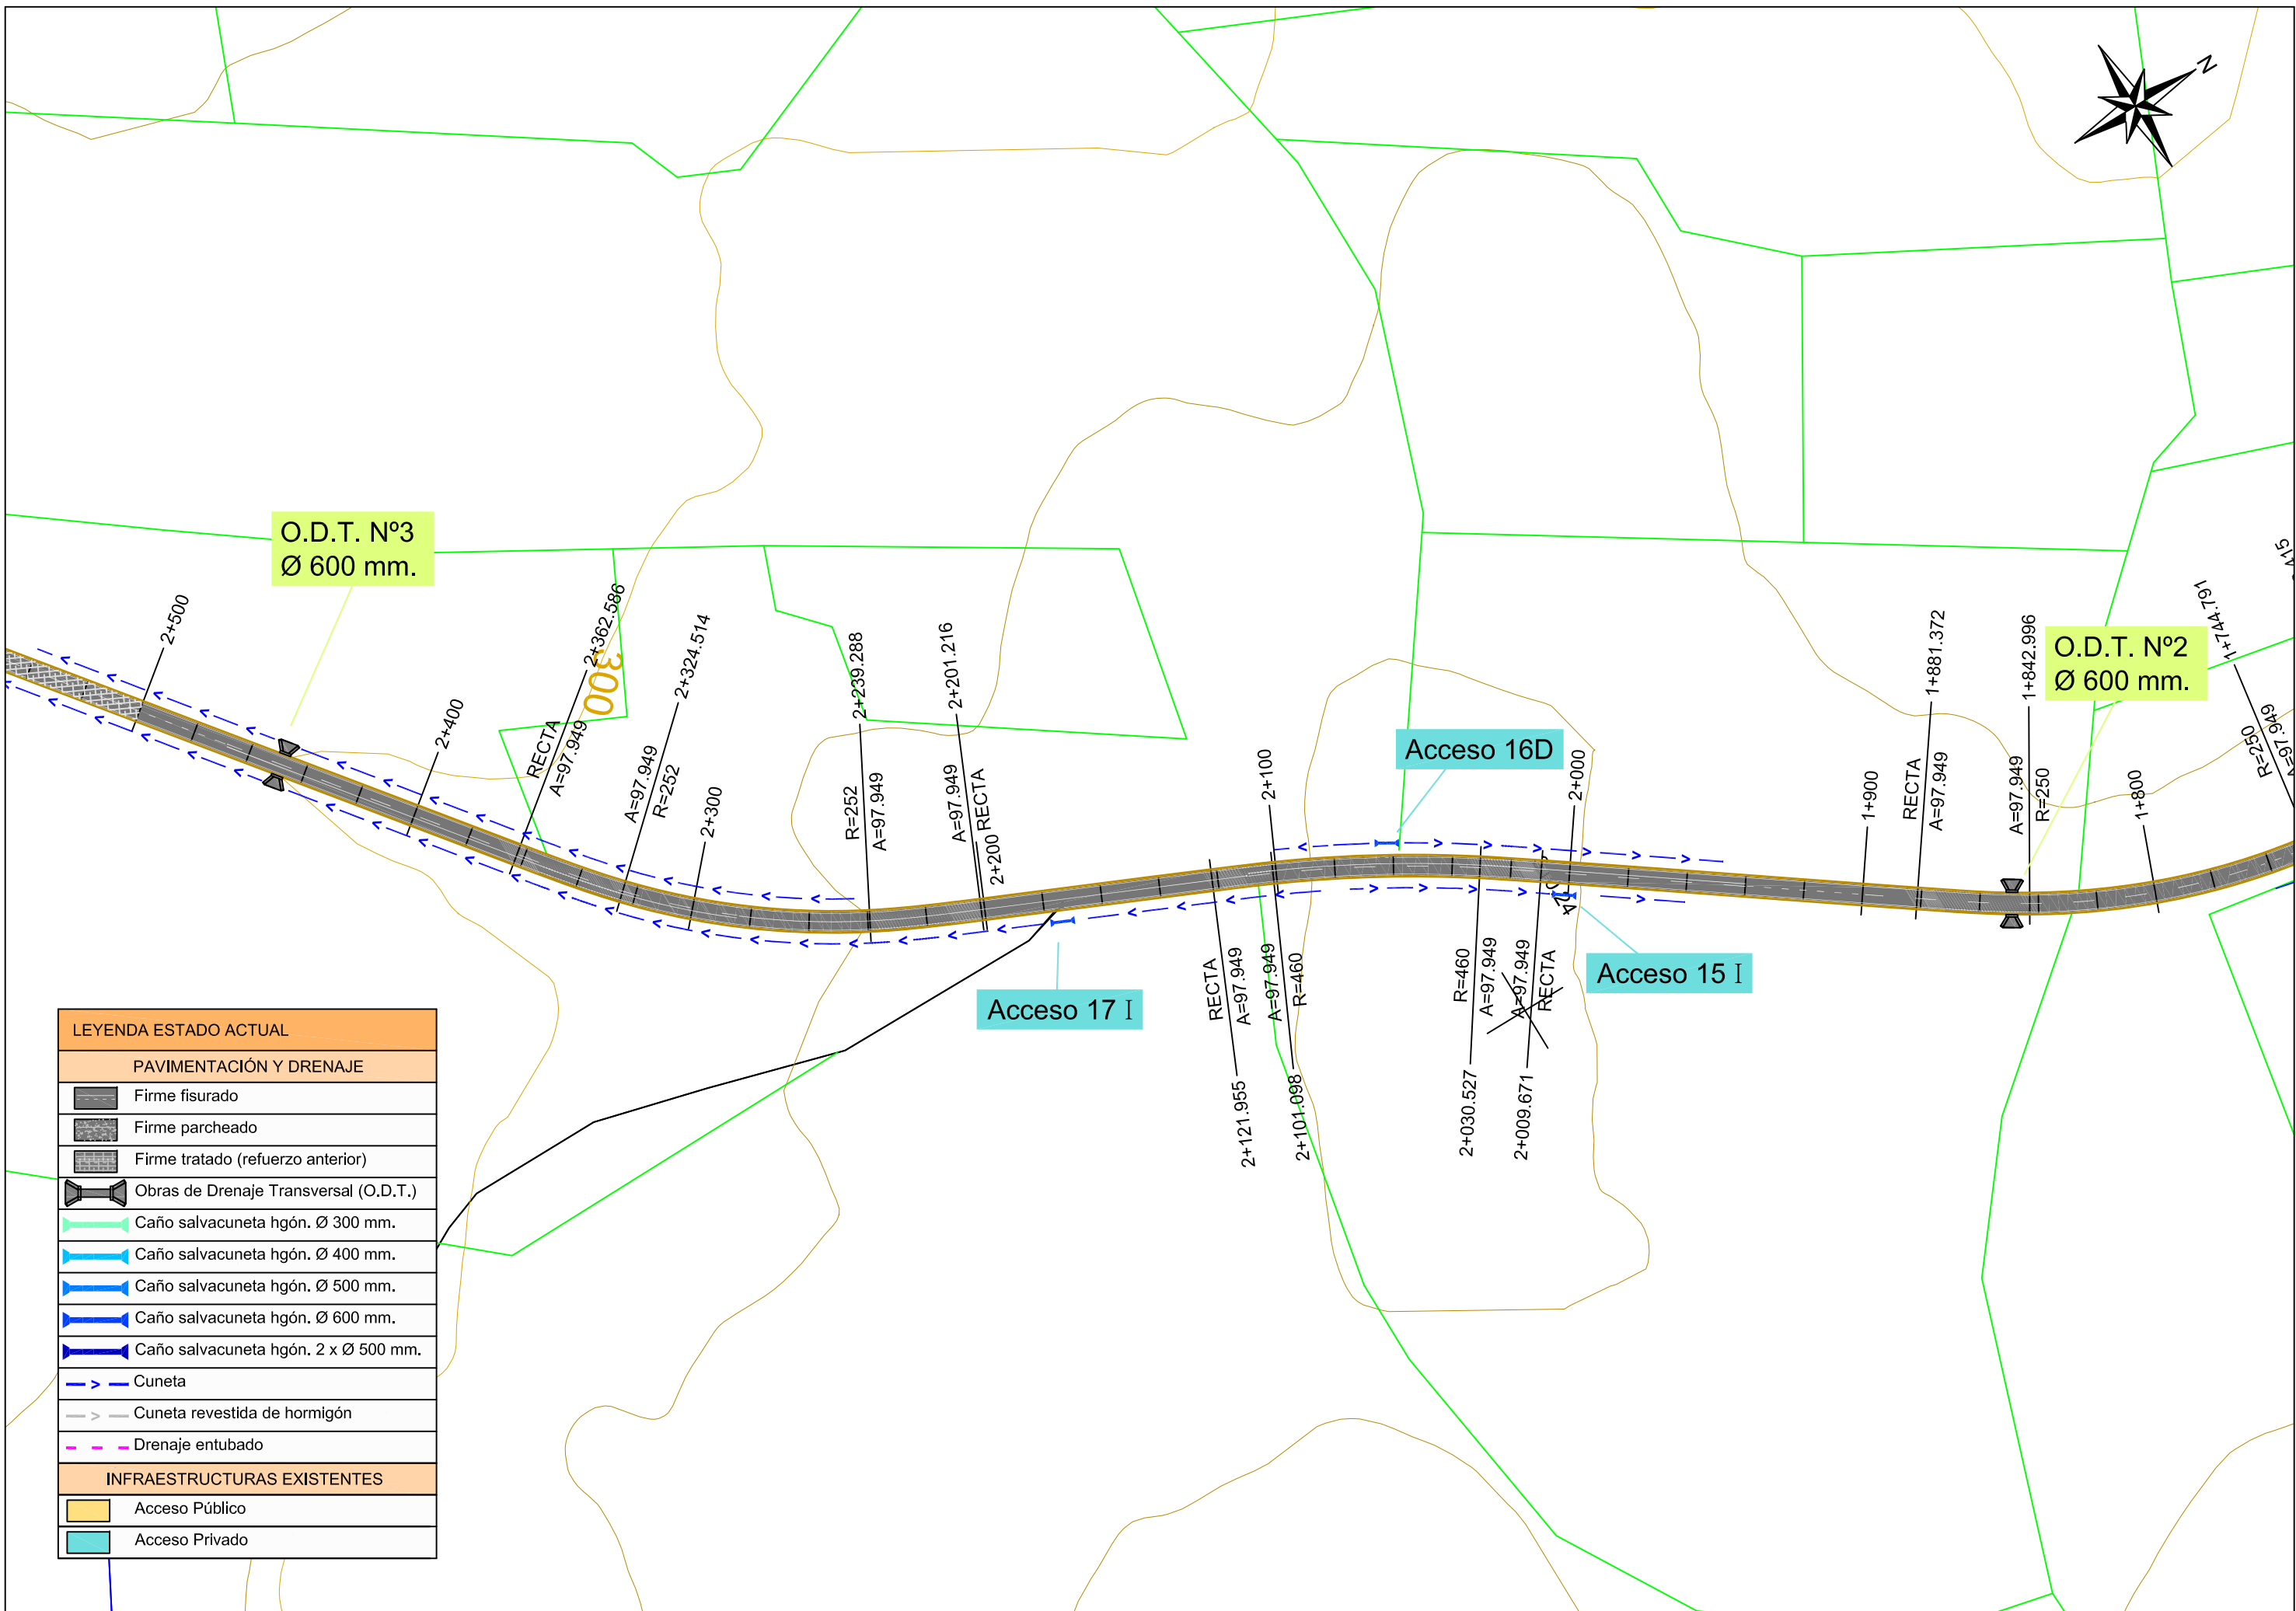 N
O.D.T. Nº3
Ø 600 mm.
2+500
2+400
RECTA
A=97.949
2+362.586
300
A=97.949
R=252
2+324.514
2+300
R=252
A=97.949
2+239.288
A=97.949
RECTA
2+201.216
2+200
2+100
Acceso 16D
2+000
1+900
RECTA
A=97.949
1+881.372
A=97.949
R=250
1+842.996
O.D.T. Nº2
Ø 600 mm.
1+800
R=250
A=97.949
1+744.791
Acceso 17 I
RECTA
A=97.949
2+121.955
A=97.949
R=460
2+101.098
R=460
A=97.949
2+030.527
A=97.949
RECTA
2+009.671
Acceso 15 I
LEYENDA ESTADO ACTUAL
PAVIMENTACIÓN Y DRENAJE
Firme fisurado
Firme parcheado
Firme tratado (refuerzo anterior)
Obras de Drenaje Transversal (O.D.T.)
Caño salvacuneta hgón. Ø 300 mm.
Caño salvacuneta hgón. Ø 400 mm.
Caño salvacuneta hgón. Ø 500 mm.
Caño salvacuneta hgón. Ø 600 mm.
Caño salvacuneta hgón. 2 x Ø 500 mm.
Cuneta
Cuneta revestida de hormigón
Drenaje entubado
INFRAESTRUCTURAS EXISTENTES
Acceso Público
Acceso Privado